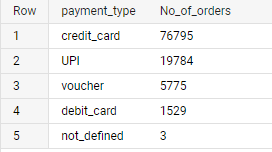 Row payment_type No_of_orders
1 credit_card 76795
2 UPI 19784
3 voucher 5775
4 debit_card 1529
5 not_defined 3